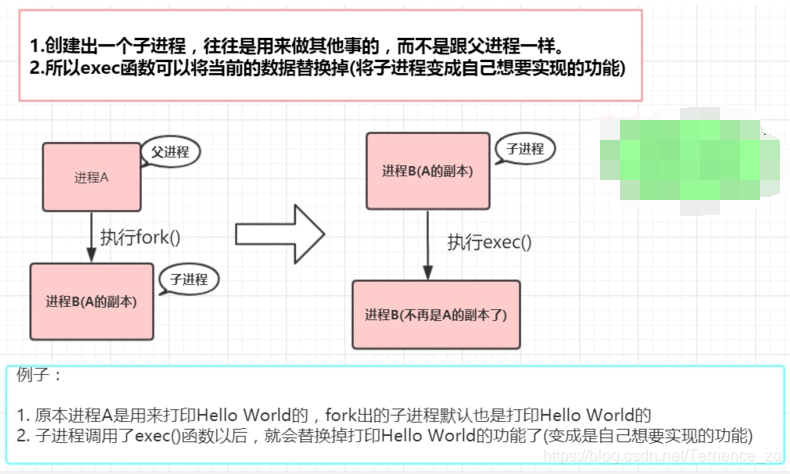 1.创建出一个子进程，往往是用来做其他事的，而不是跟父进程一样。
2.所以exec函数可以将当前的数据替换掉(将子进程变成自己想要实现的功能)
父进程
进程A
执行fork()
子进程
进程B(A的副本)
子进程
进程B(A的副本)
执行exec()
进程B(不再是A的副本了)
例子：
1. 原本进程A是用来打印Hello World的，fork出的子进程默认也是打印Hello World的
2. 子进程调用了exec()函数以后，就会替换掉打印Hello World的功能了(变成是自己想要实现的功能)
https://blog.csdn.net/Temence_zg